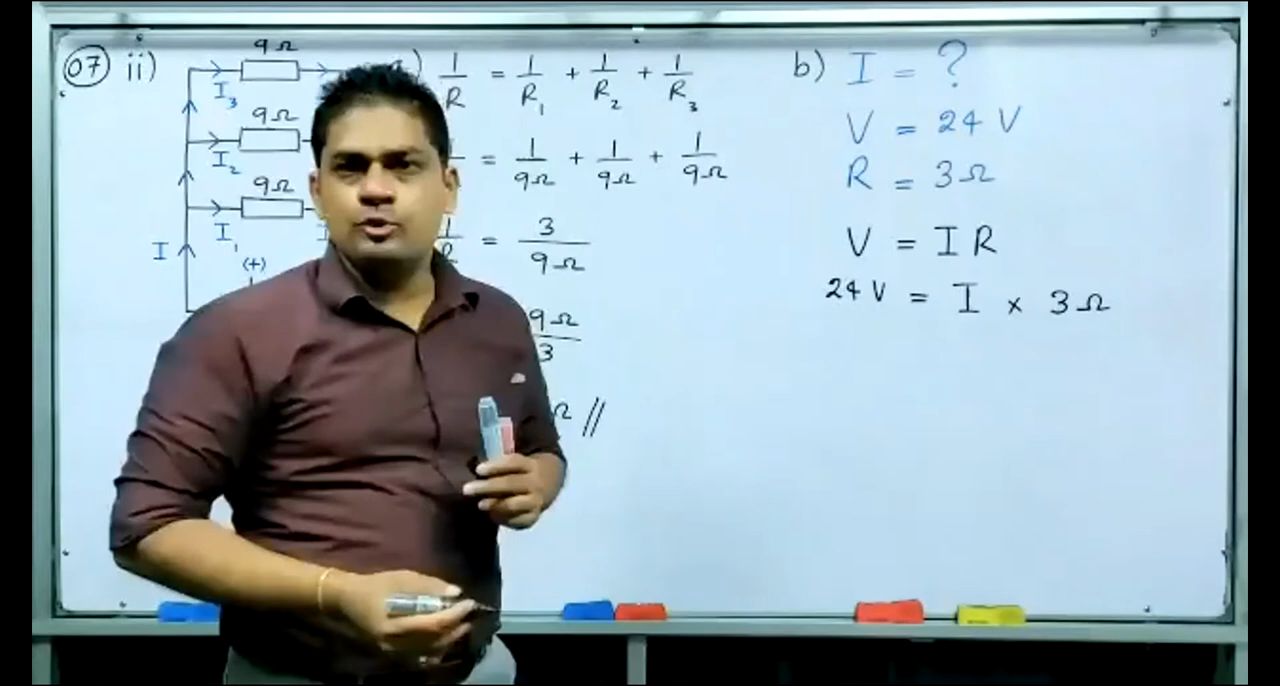 07 ii)
9Ω
I₃
9Ω
I₂
9Ω
I₁
I
(+)
)
1/R = 1/R₁ + 1/R₂ + 1/R₃
= 1/9Ω + 1/9Ω + 1/9Ω
= 3/9Ω
9Ω/3
Ω //
b) I = ?
V = 24 V
R = 3Ω
V = I R
24 V = I × 3Ω